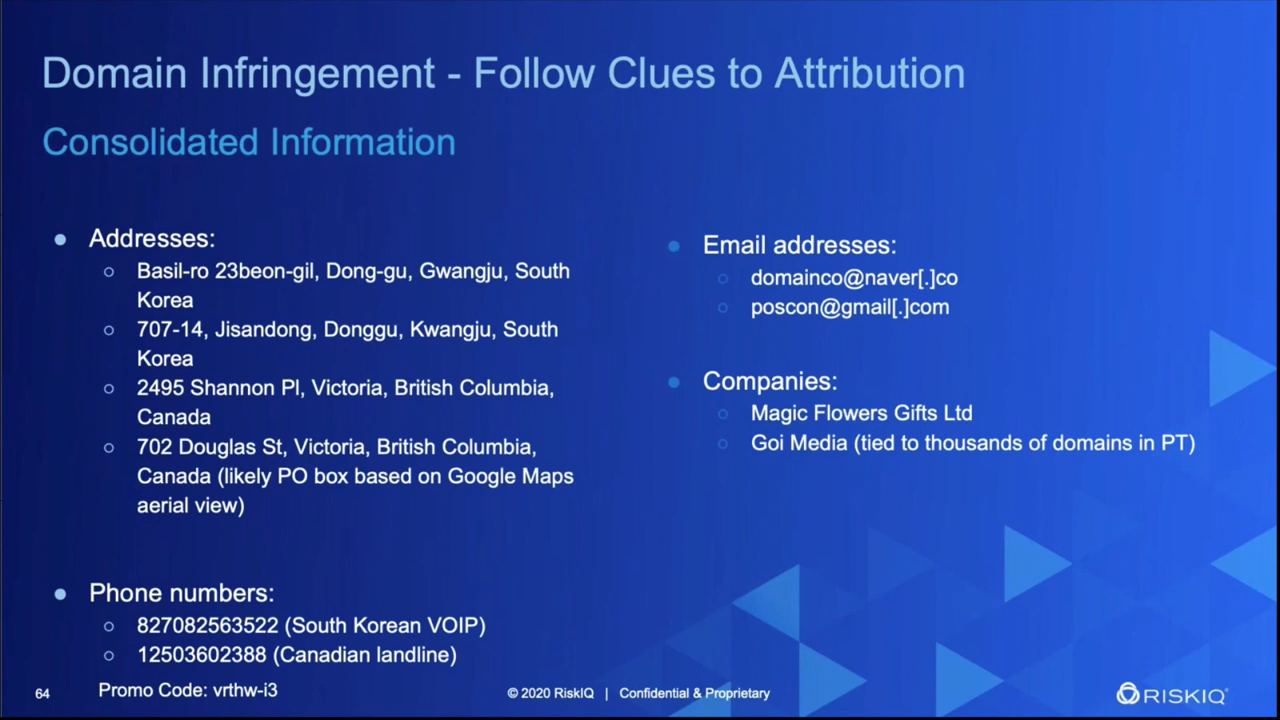 Domain Infringement - Follow Clues to Attribution
Consolidated Information
Addresses:
Basil-ro 23beon-gil, Dong-gu, Gwangju, South
Korea
707-14, Jisandong, Donggu, Kwangju, South
Korea
2495 Shannon Pl, Victoria, British Columbia,
Canada
702 Douglas St, Victoria, British Columbia,
Canada (likely PO box based on Google Maps
aerial view)
Phone numbers:
827082563522 (South Korean VOIP)
12503602388 (Canadian landline)
Email addresses:
domainco@naver[.]co
poscon@gmail[.]com
Companies:
Magic Flowers Gifts Ltd
Goi Media (tied to thousands of domains in PT)
64
Promo Code: vrthw-i3
© 2020 RiskIQ | Confidential & Proprietary
RISKIQ